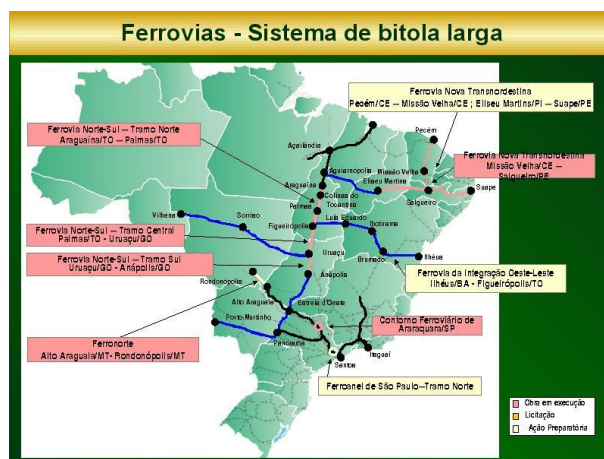 Ferrovias - Sistema de bitola larga
Ferrovia Nova Transnordestina
Pecém/CE – Missão Velha/CE ; Eliseu Martins/PI – Suape/PE
Ferrovia Norte-Sul – Tramo Norte
Araguaína/TO – Palmas/TO
Pecém
Açailândia
Ferrovia Nova Transnordestina
Missão Velha/CE –
Salgueiro/PE
Aguiarnópolis
Missão Velha
Eliseu Martins
Araguaína
Colinas do
Tocantins
Salgueiro
Suape
Palmas
Vilhena
Sorriso
Luis Eduardo
Ibotirama
Figueirópolis
Ferrovia Norte-Sul – Tramo Central
Palmas/TO - Uruaçu/GO
Uruaçu
Brumado
Ilhéus
Ferrovia Norte-Sul – Tramo Sul
Uruaçu/GO - Anápolis/GO
Anápolis
Ferrovia da Integração Oeste-Leste
Ilhéus/BA - Figueirópolis/TO
Rondonópolis
Alto Araguaia
Estrela d'Oeste
Porto Murtinho
Contorno Ferroviário de
Araraquara/SP
Ferronorte
Alto Araguaia/MT- Rondonópolis/MT
Panorama
Itaguaí
Santos
Ferroanel de São Paulo–Tramo Norte
Obra em execução
Licitação
Ação Preparatória